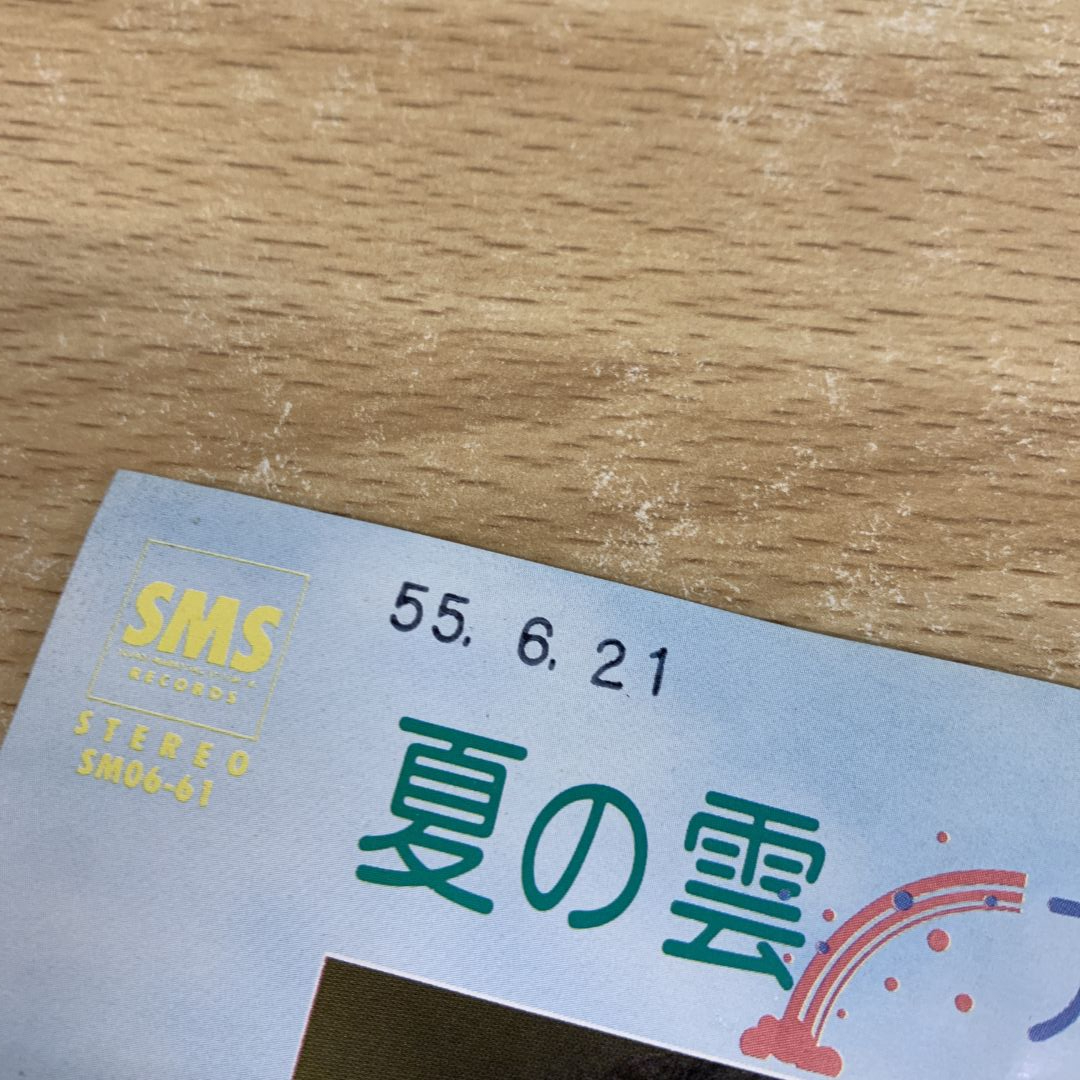 SMS
RECORDS
STEREO
SM06-61
55. 6. 21
夏の雲